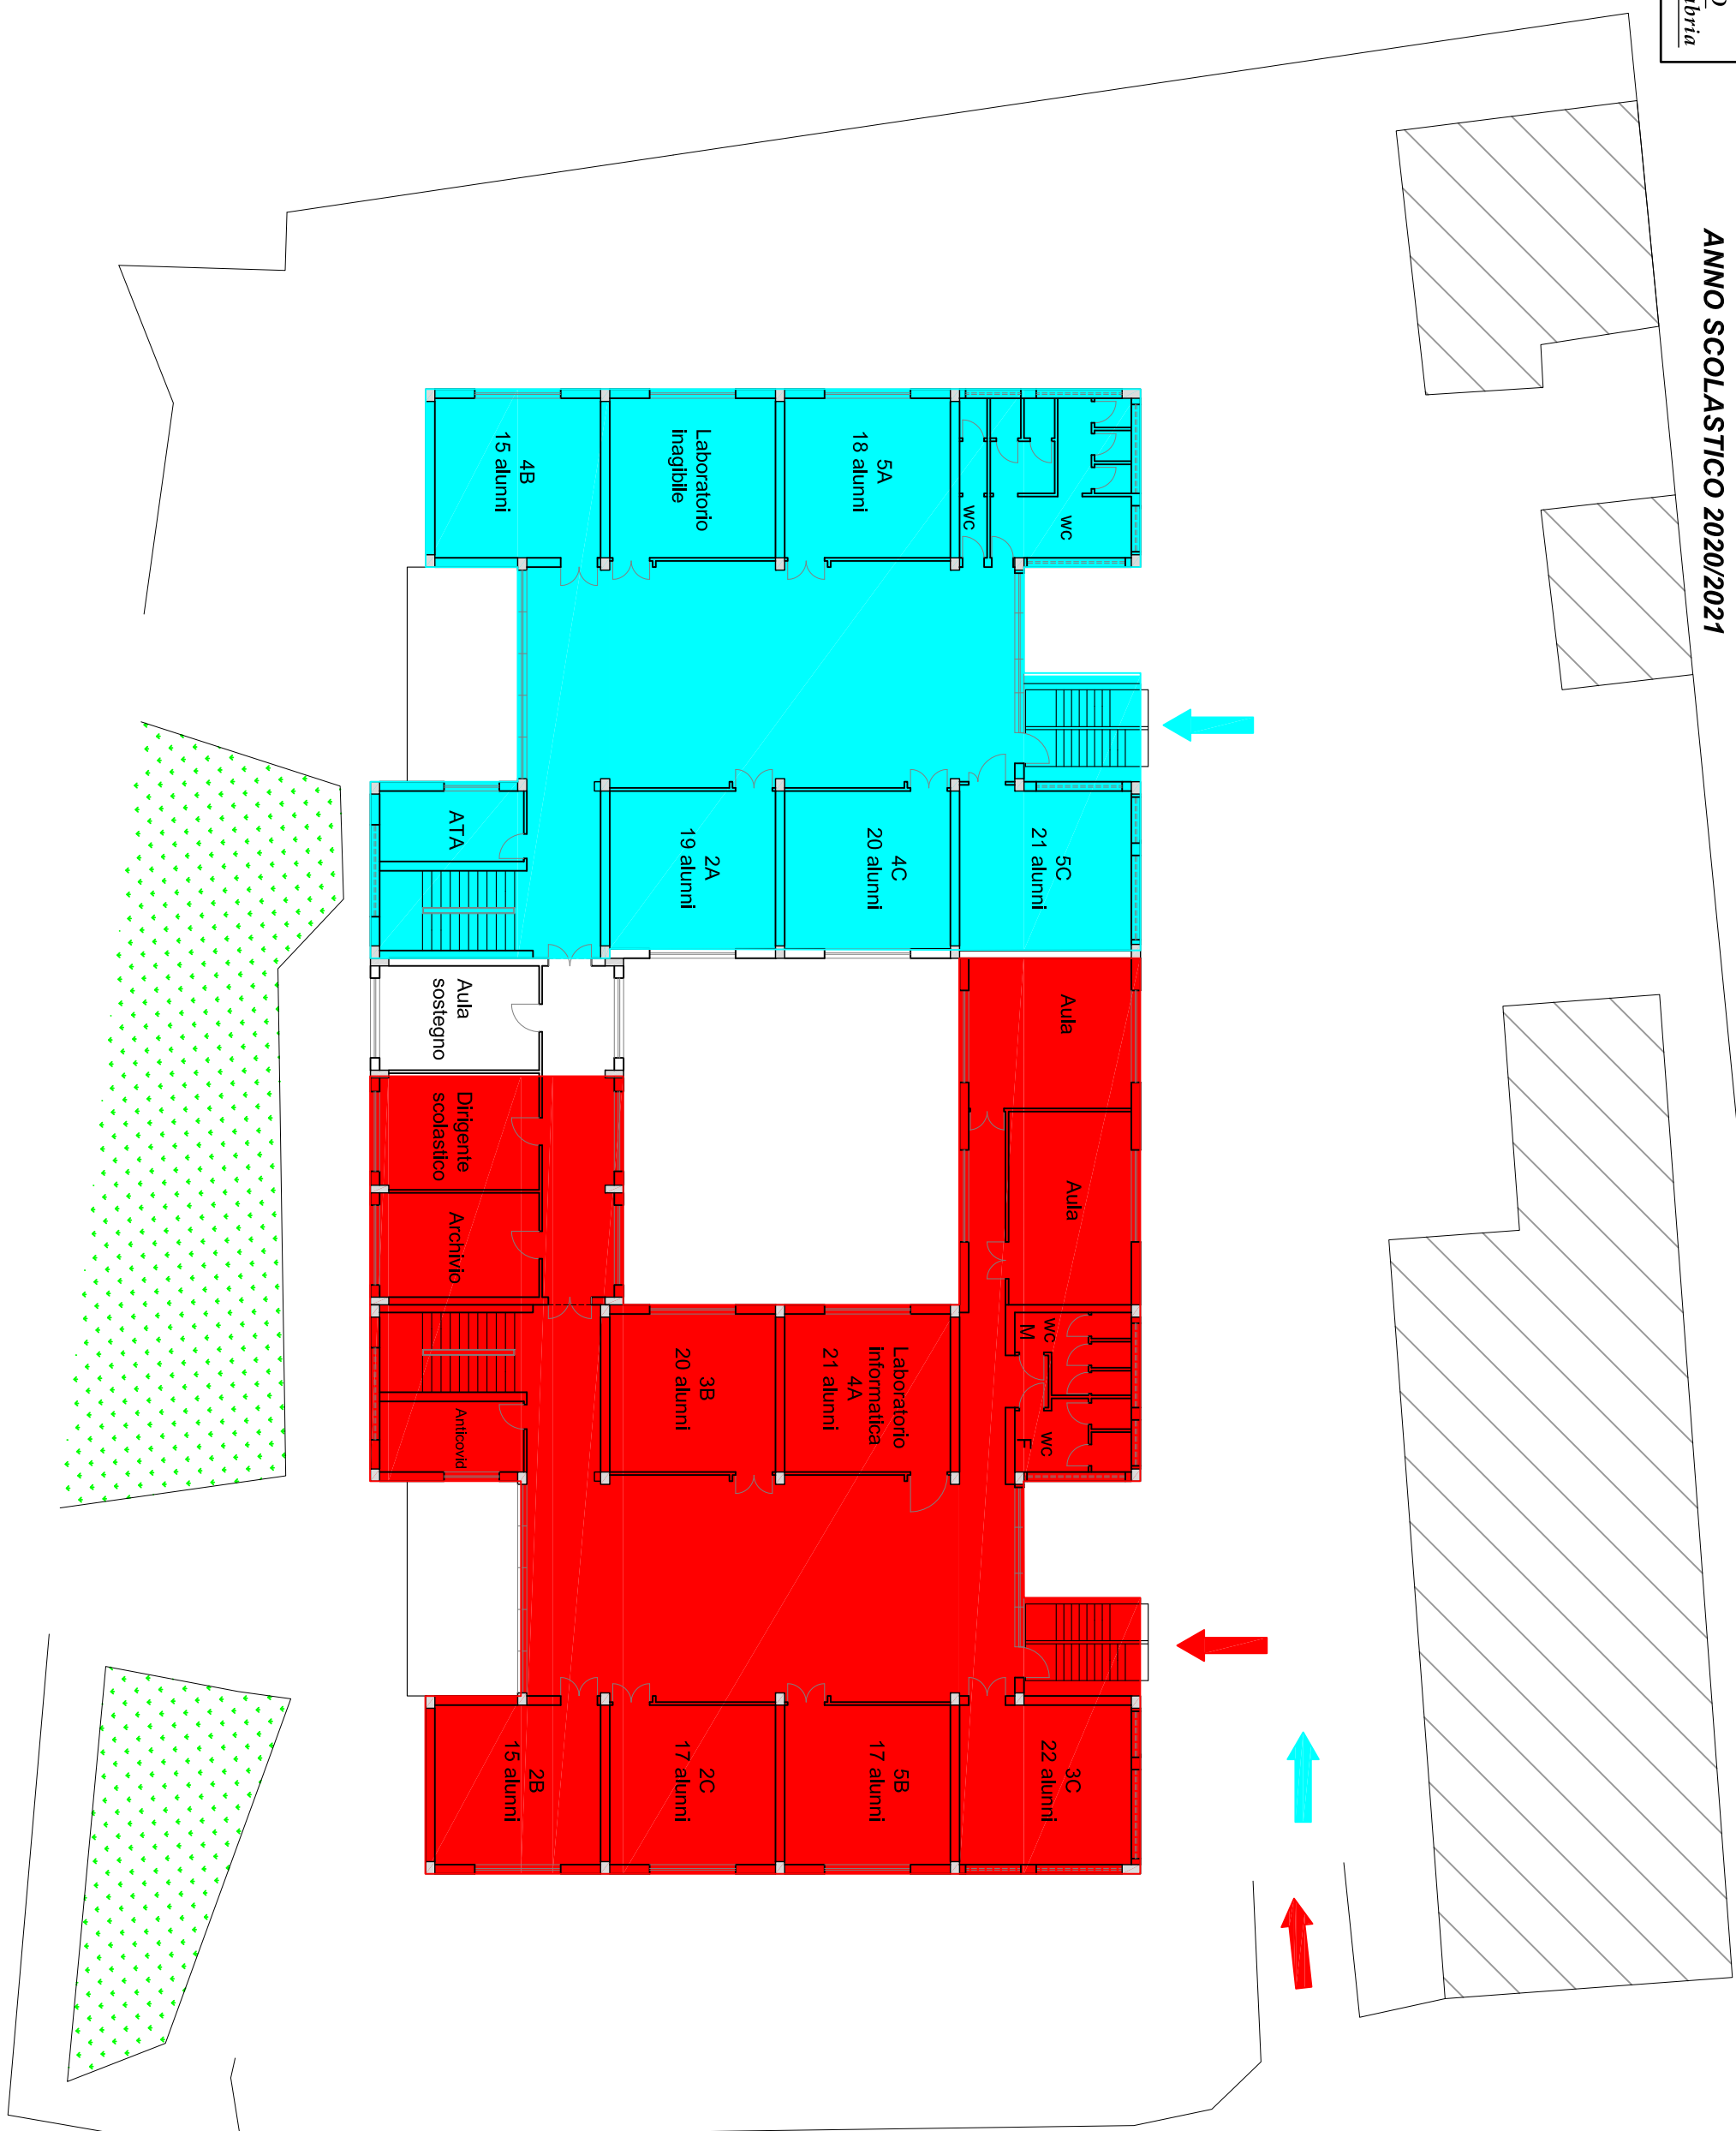 ANNO SCOLASTICO 2020/2021
wc
5C
21 alunni
Aula
Aula
wc
M
wc
F
3C
22 alunni
wc
5A
18 alunni
4C
20 alunni
Laboratorio
informatica
4A
21 alunni
5B
17 alunni
Laboratorio
inagibile
2A
19 alunni
3B
20 alunni
2C
17 alunni
4B
15 alunni
2B
15 alunni
ATA
Aula
sostegno
Dirigente
scolastico
Archivio
Anticovid